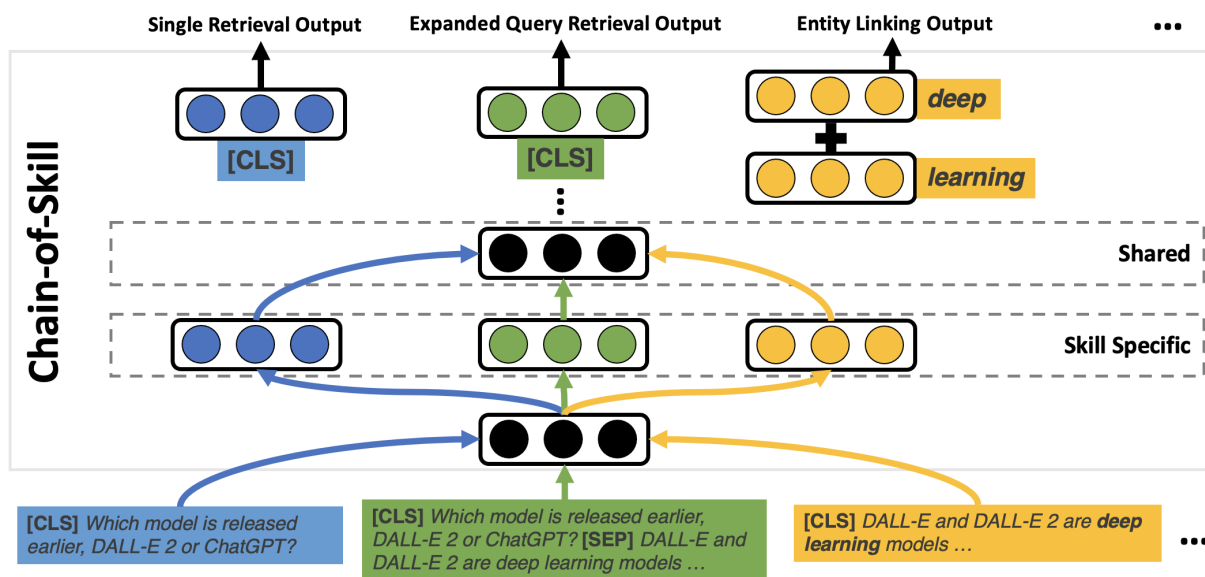 Single Retrieval Output
Expanded Query Retrieval Output
Entity Linking Output
...
Chain-of-Skill
[CLS]
[CLS]
deep
+
learning
...
Shared
Skill Specific
[CLS] Which model is released
earlier, DALL-E 2 or ChatGPT?
[CLS] Which model is released earlier,
DALL-E 2 or ChatGPT? [SEP] DALL-E and
DALL-E 2 are deep learning models ...
[CLS] DALL-E and DALL-E 2 are deep
learning models ...
...